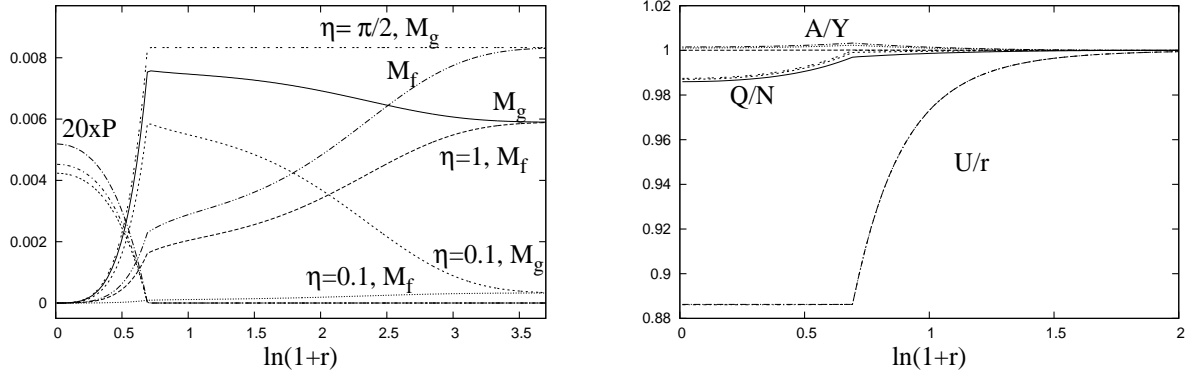 η= π/2, M_g
M_f
M_g
20xP
η=1, M_f
η=0.1, M_g
η=0.1, M_f
0.008
0.006
0.004
0.002
0
0 0.5 1 1.5 2 2.5 3 3.5
ln(1+r)
A/Y
Q/N
U/r
1.02
1
0.98
0.96
0.94
0.92
0.9
0.88
0 0.5 1 1.5 2
ln(1+r)